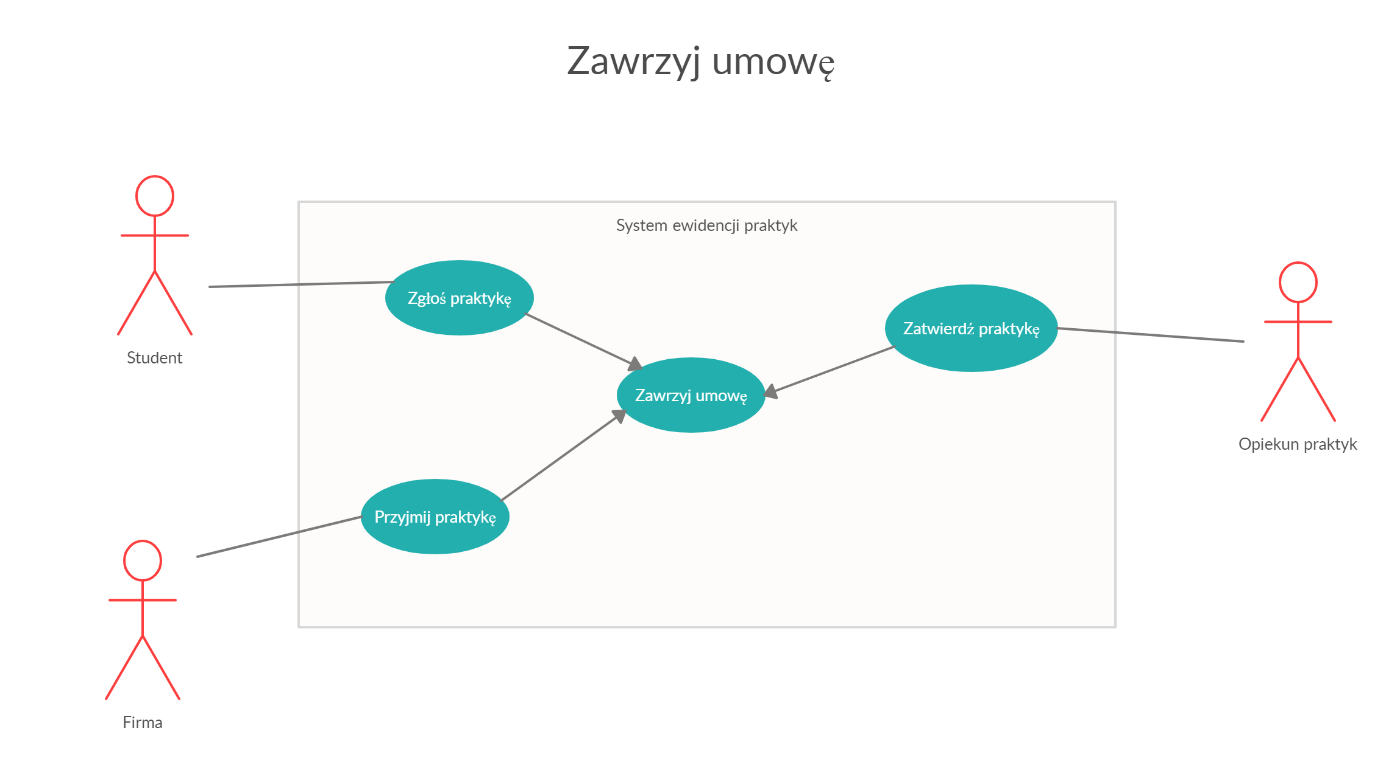 Zawrzyj umowę
System ewidencji praktyk
Student
Zgłoś praktykę
Zatwierdź praktykę
Zawrzyj umowę
Opiekun praktyk
Przyjmij praktykę
Firma